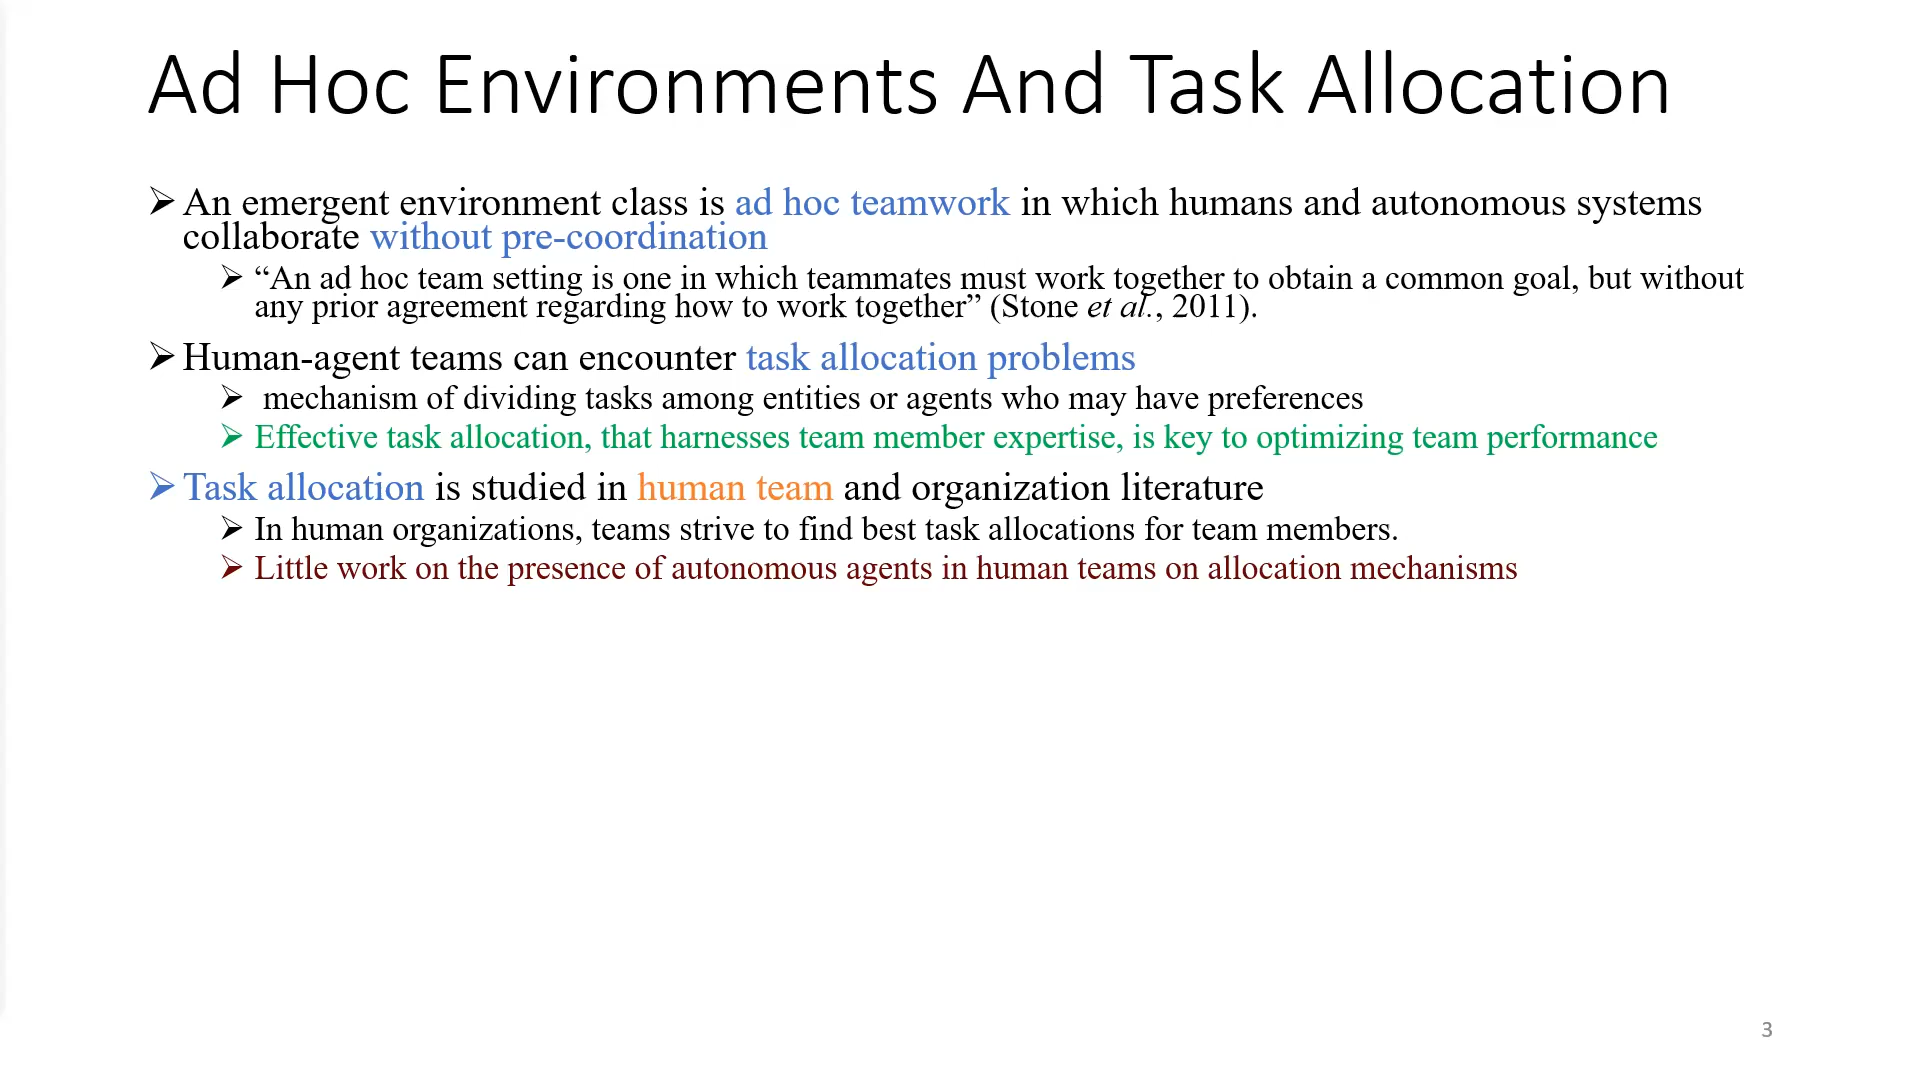 Ad Hoc Environments And Task Allocation
➢ An emergent environment class is ad hoc teamwork in which humans and autonomous systems
collaborate without pre-coordination
➢ “An ad hoc team setting is one in which teammates must work together to obtain a common goal, but without
any prior agreement regarding how to work together” (Stone et al., 2011).
➢ Human-agent teams can encounter task allocation problems
➢ mechanism of dividing tasks among entities or agents who may have preferences
➢ Effective task allocation, that harnesses team member expertise, is key to optimizing team performance
➢ Task allocation is studied in human team and organization literature
➢ In human organizations, teams strive to find best task allocations for team members.
➢ Little work on the presence of autonomous agents in human teams on allocation mechanisms
3